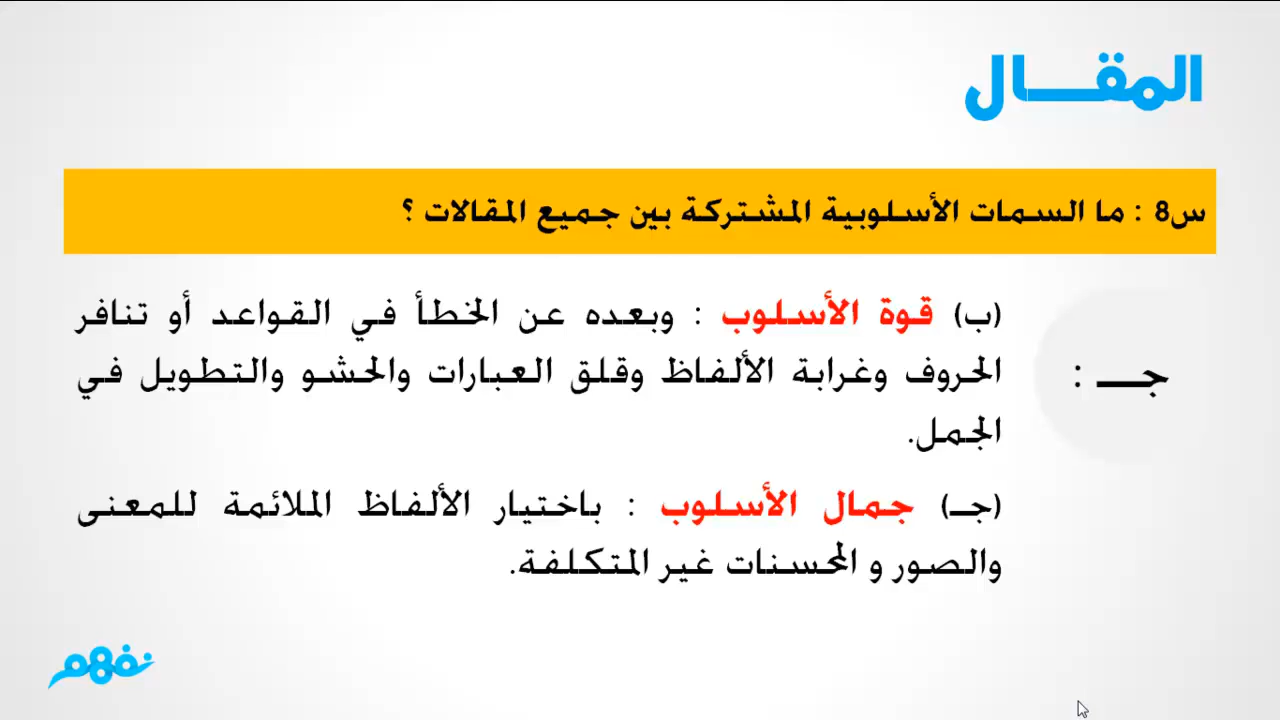 المقـــــال
س8 : ما السمات الأسلوبية المشتركة بين جميع المقالات ؟
جــــ :
(ب) قوة الأسلوب : وبعده عن الخطأ في القواعد أو تنافر
الحروف وغرابة الألفاظ وقلق العبارات والحشو والتطويل في
الجمل.
(جـ) جمال الأسلوب : باختيار الألفاظ الملائمة للمعنى
والصور و المحسنات غير المتكلفة.
نفهم